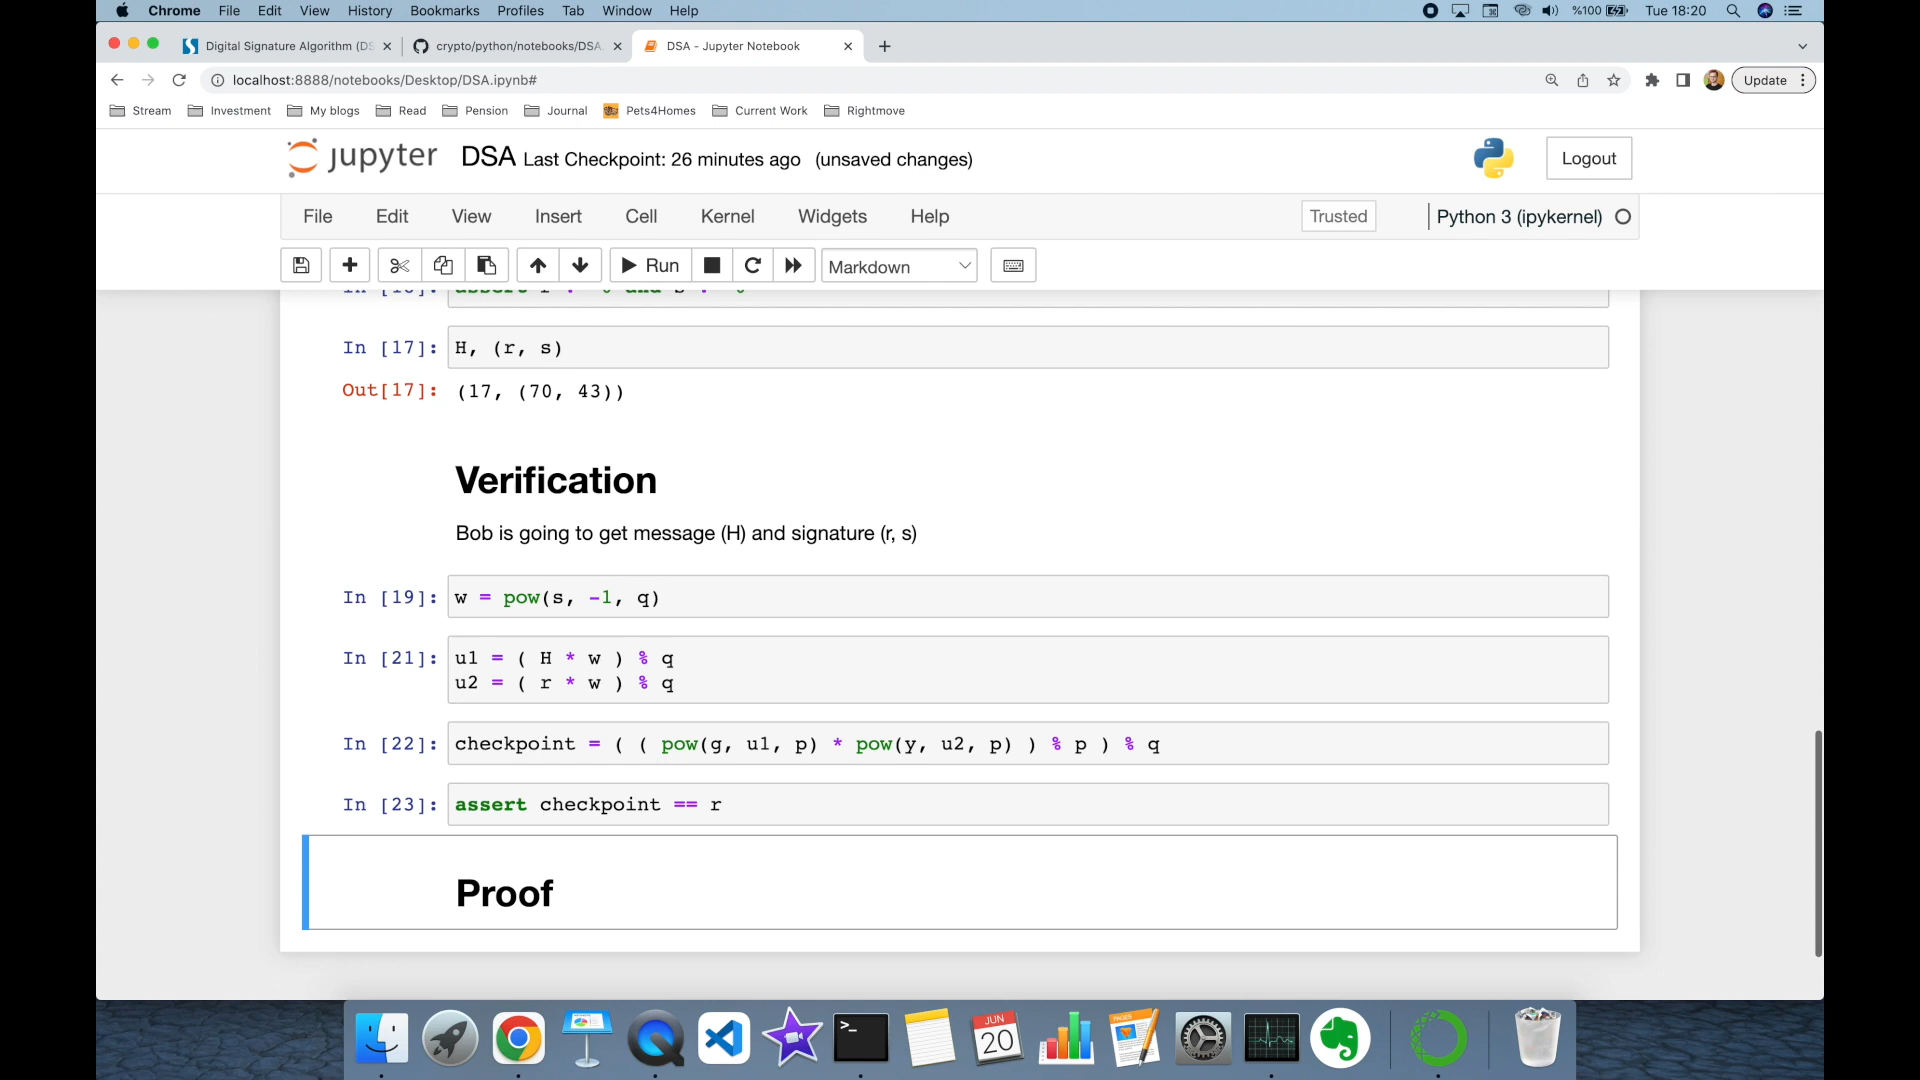 Chrome File Edit View History Bookmarks Profiles Tab Window Help %100 Tue 18:20
Digital Signature Algorithm (DS crypto/python/notebooks/DSA. DSA - Jupyter Notebook
localhost:8888/notebooks/Desktop/DSA.ipynb# Update
Stream Investment My blogs Read Pension Journal Pets4Homes Current Work Rightmove
jupyter DSA Last Checkpoint: 26 minutes ago (unsaved changes) Logout
File Edit View Insert Cell Kernel Widgets Help Trusted Python 3 (ipykernel)
Run Markdown
In [17]: H, (r, s)
Out[17]: (17, (70, 43))
Verification
Bob is going to get message (H) and signature (r, s)
In [19]: w = pow(s, -1, q)
In [21]: u1 = ( H * w ) % q
u2 = ( r * w ) % q
In [22]: checkpoint = ( ( pow(g, u1, p) * pow(y, u2, p) ) % p ) % q
In [23]: assert checkpoint == r
Proof
JUN
20
PAGES